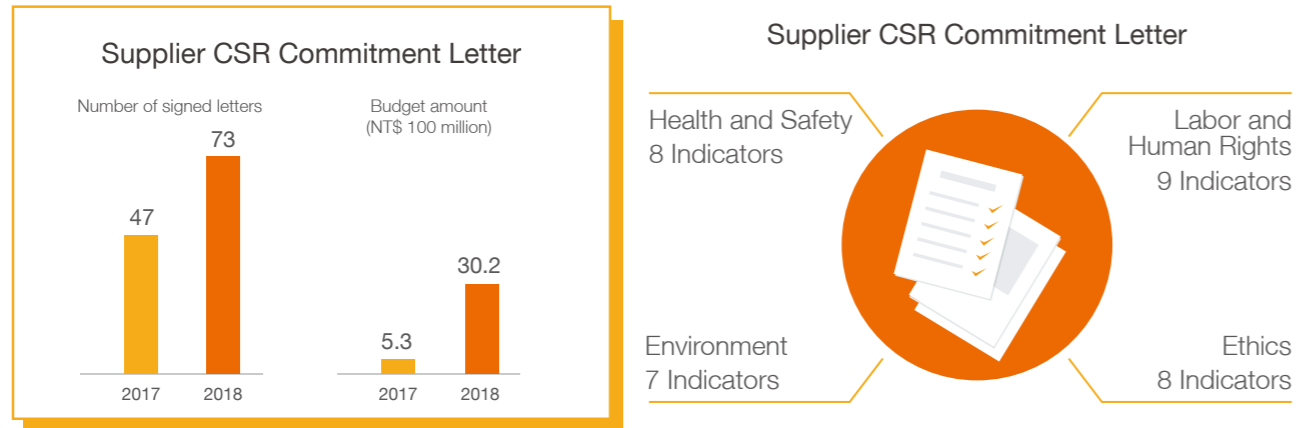 Supplier CSR Commitment Letter
Number of signed letters
73
47
2017
2018
Budget amount
(NT$ 100 million)
30.2
5.3
2017
2018
Supplier CSR Commitment Letter
Health and Safety
8 Indicators
Labor and
Human Rights
9 Indicators
Environment
7 Indicators
Ethics
8 Indicators